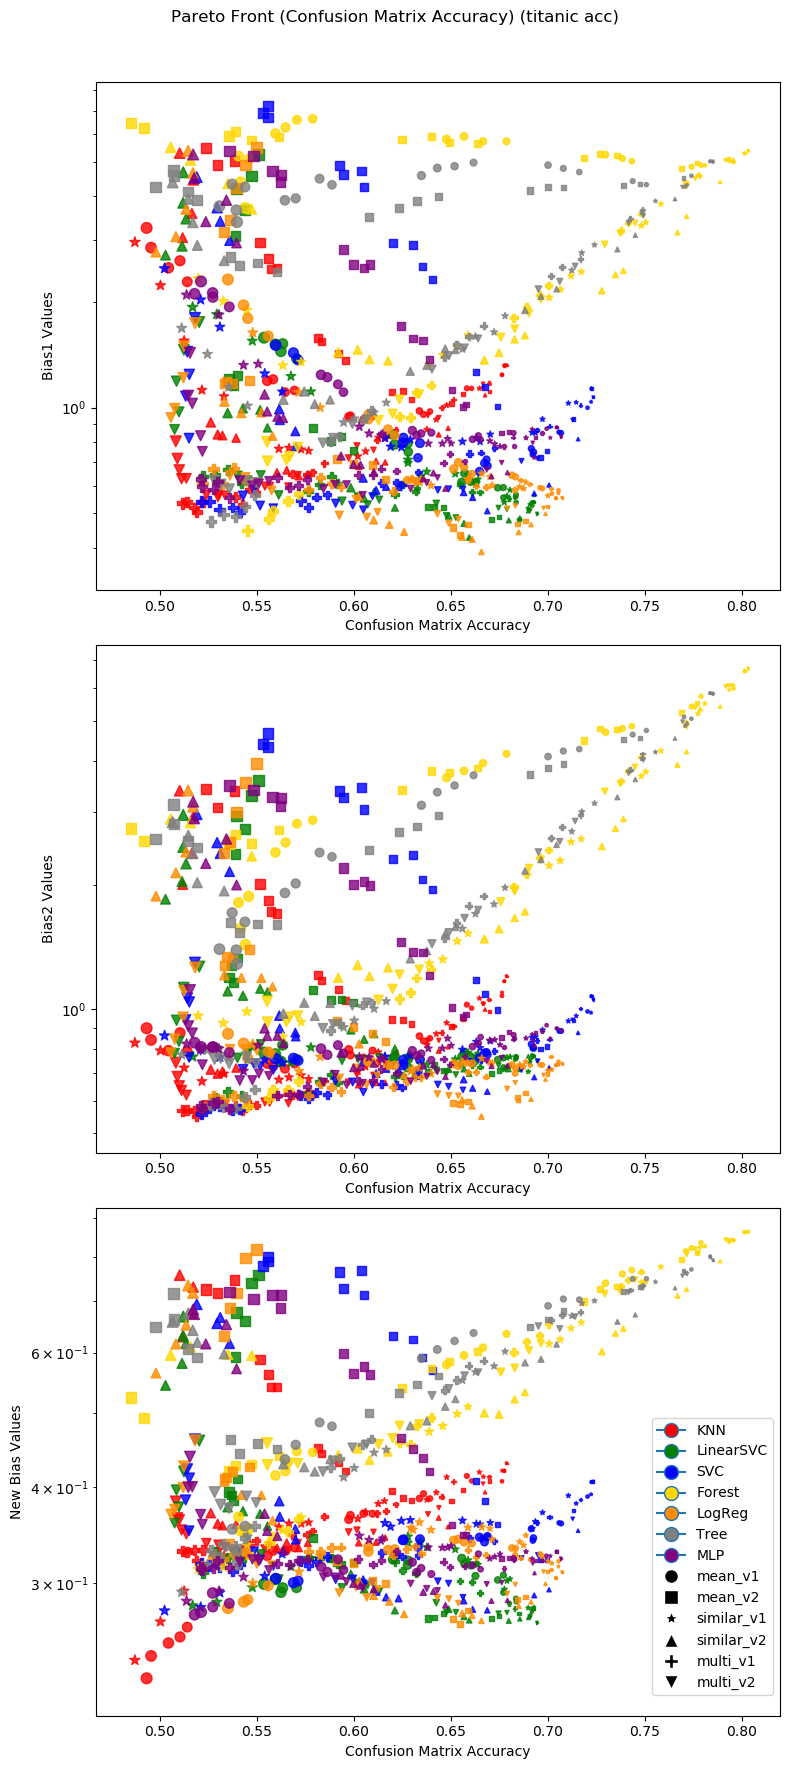 Pareto Front (Confusion Matrix Accuracy) (titanic acc)
Bias1 Values
10⁰
0.50 0.55 0.60 0.65 0.70 0.75 0.80
Confusion Matrix Accuracy
Bias2 Values
10⁰
0.50 0.55 0.60 0.65 0.70 0.75 0.80
Confusion Matrix Accuracy
New Bias Values
6 × 10⁻¹
4 × 10⁻¹
3 × 10⁻¹
KNN
LinearSVC
SVC
Forest
LogReg
Tree
MLP
mean_v1
mean_v2
similar_v1
similar_v2
multi_v1
multi_v2
0.50 0.55 0.60 0.65 0.70 0.75 0.80
Confusion Matrix Accuracy